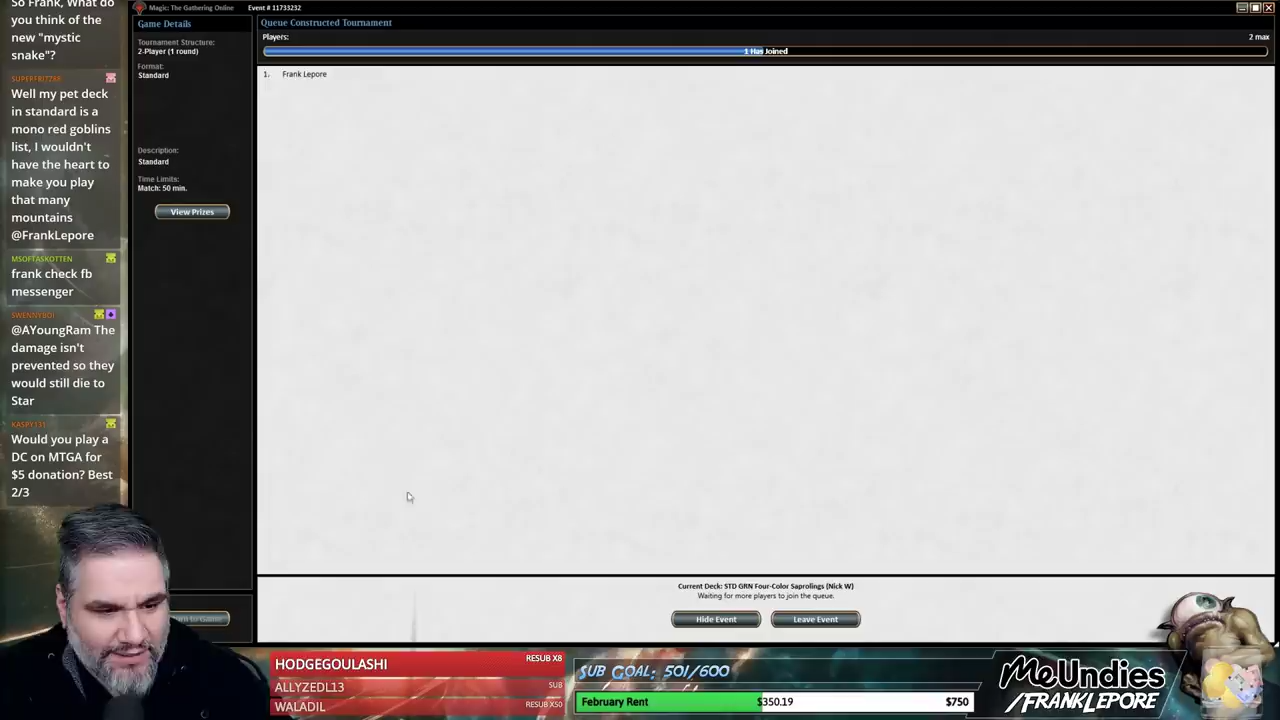 So Frank, What do
you think of the
new "mystic
snake"?
SUPERFRITZ88
Well my pet deck
in standard is a
mono red goblins
list, I wouldn't
have the heart to
make you play
that many
mountains
@FrankLepore
MSOFTASKOTTEN
frank check fb
messenger
SWENNYBOI
@AYoungRam The
damage isn't
prevented so they
would still die to
Star
KASPY131
Would you play a
DC on MTGA for
$5 donation? Best
2/3
Magic: The Gathering Online Event # 11733232
Game Details
Tournament Structure:
2-Player (1 round)
Format:
Standard
Description:
Standard
Time Limits:
Match: 50 min.
View Prizes
to Game
Queue Constructed Tournament
Players: 2 max
1 Has Joined
1. Frank Lepore
Current Deck: STD GRN Four-Color Saprolings (Nick W)
Waiting for more players to join the queue.
Hide Event Leave Event
HODGEGOULASHI RESUB X8
ALLYZEDL13 SUB
WALADIL RESUB X50
SUB GOAL: 501/600
February Rent $350.19 $750
MeUndies
/FRANKLEPORE